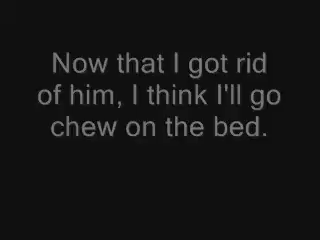 Now that I got rid
of him, I think I'll go
chew on the bed.